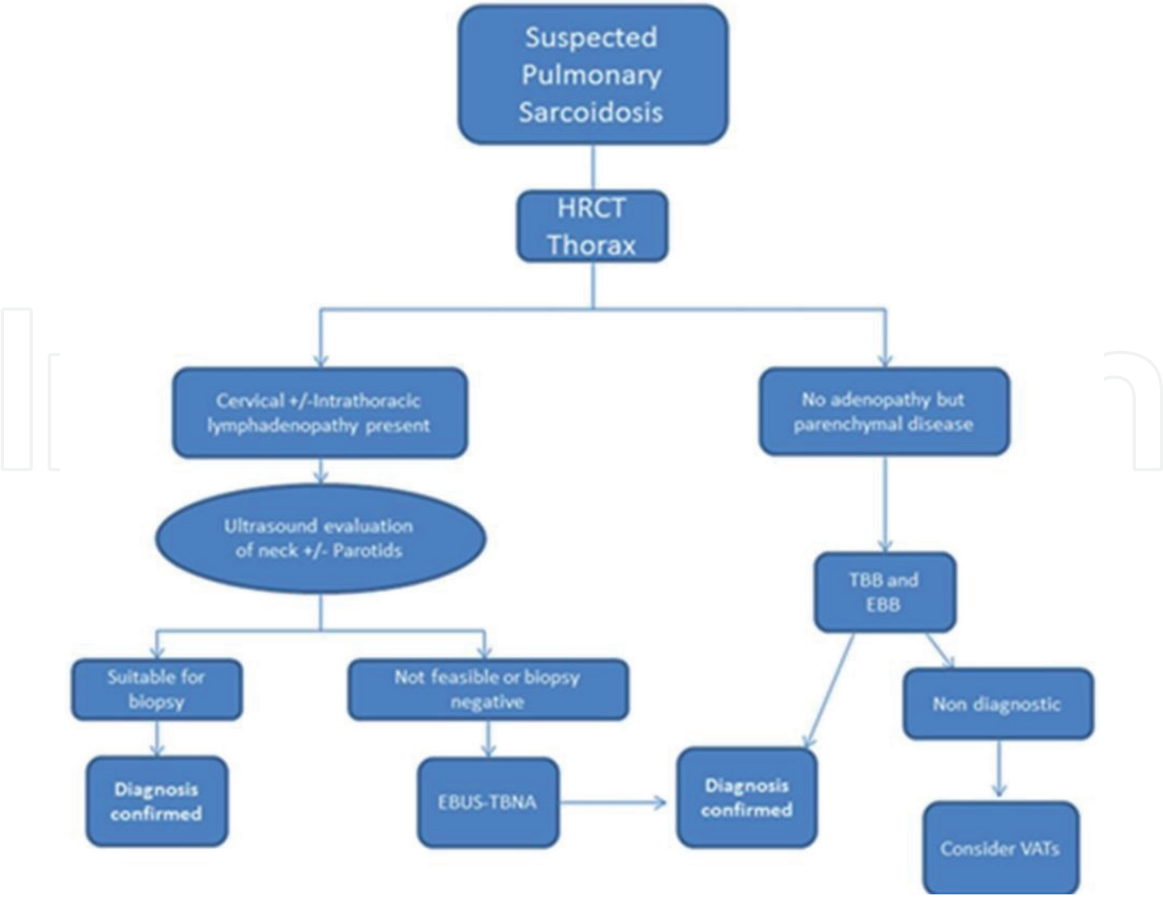 Suspected
Pulmonary
Sarcoidosis
HRCT
Thorax
Cervical +/-Intrathoracic
lymphadenopathy present
No adenopathy but
parenchymal disease
Ultrasound evaluation
of neck +/- Parotids
TBB and
EBB
Suitable for
biopsy
Not feasible or biopsy
negative
Non diagnostic
Diagnosis
confirmed
EBUS-TBNA
Diagnosis
confirmed
Consider VATs